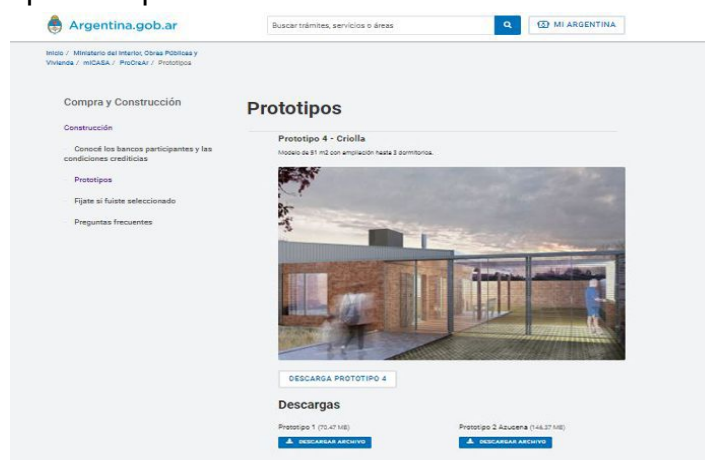 Argentina.gob.ar
Buscar trámites, servicios o áreas
MI ARGENTINA
Inicio / Ministerio del Interior, Obras Públicas y
Vivienda / miCASA / ProCreAr / Prototipos
Compra y Construcción
Construcción
Conocé los bancos participantes y las
condiciones crediticias
Prototipos
Fijate si fuiste seleccionado
Preguntas frecuentes
Prototipos
Prototipo 4 - Criolla
Modelo de 51 m2 con ampliación hasta 3 dormitorios.
DESCARGA PROTOTIPO 4
Descargas
Prototipo 1 (70.47 MB)
DESCARGAR ARCHIVO
Prototipo 2 Azucena (146.37 MB)
DESCARGAR ARCHIVO